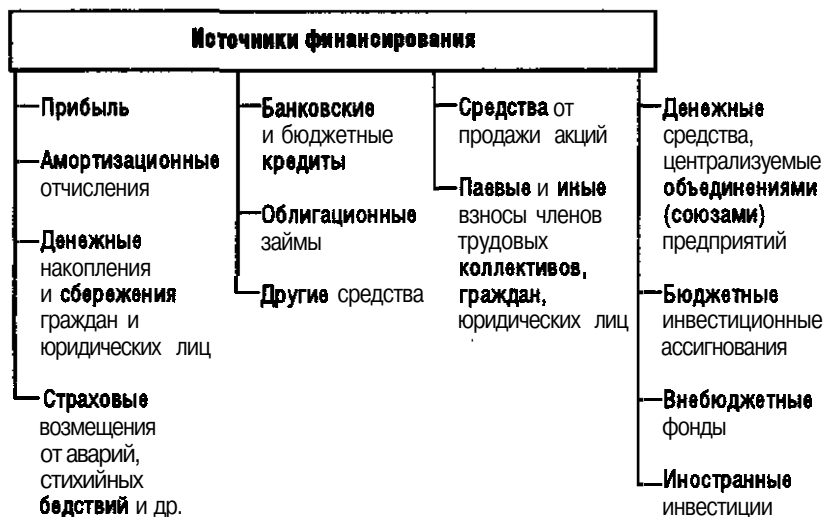 Источники финансирования
Прибыль
Амортизационные
отчисления
Денежные
накопления
и сбережения
граждан и
юридических лиц
Страховые
возмещения
от аварий,
стихийных
бедствий и др.
Банковские
и бюджетные
кредиты
Облигационные
займы
Другие средства
Средства от
продажи акций
Паевые и иные
взносы членов
трудовых
коллективов,
граждан,
юридических лиц
Денежные
средства,
централизуемые
объединениями
(союзами)
предприятий
Бюджетные
инвестиционные
ассигнования
Внебюджетные
фонды
Иностранные
инвестиции